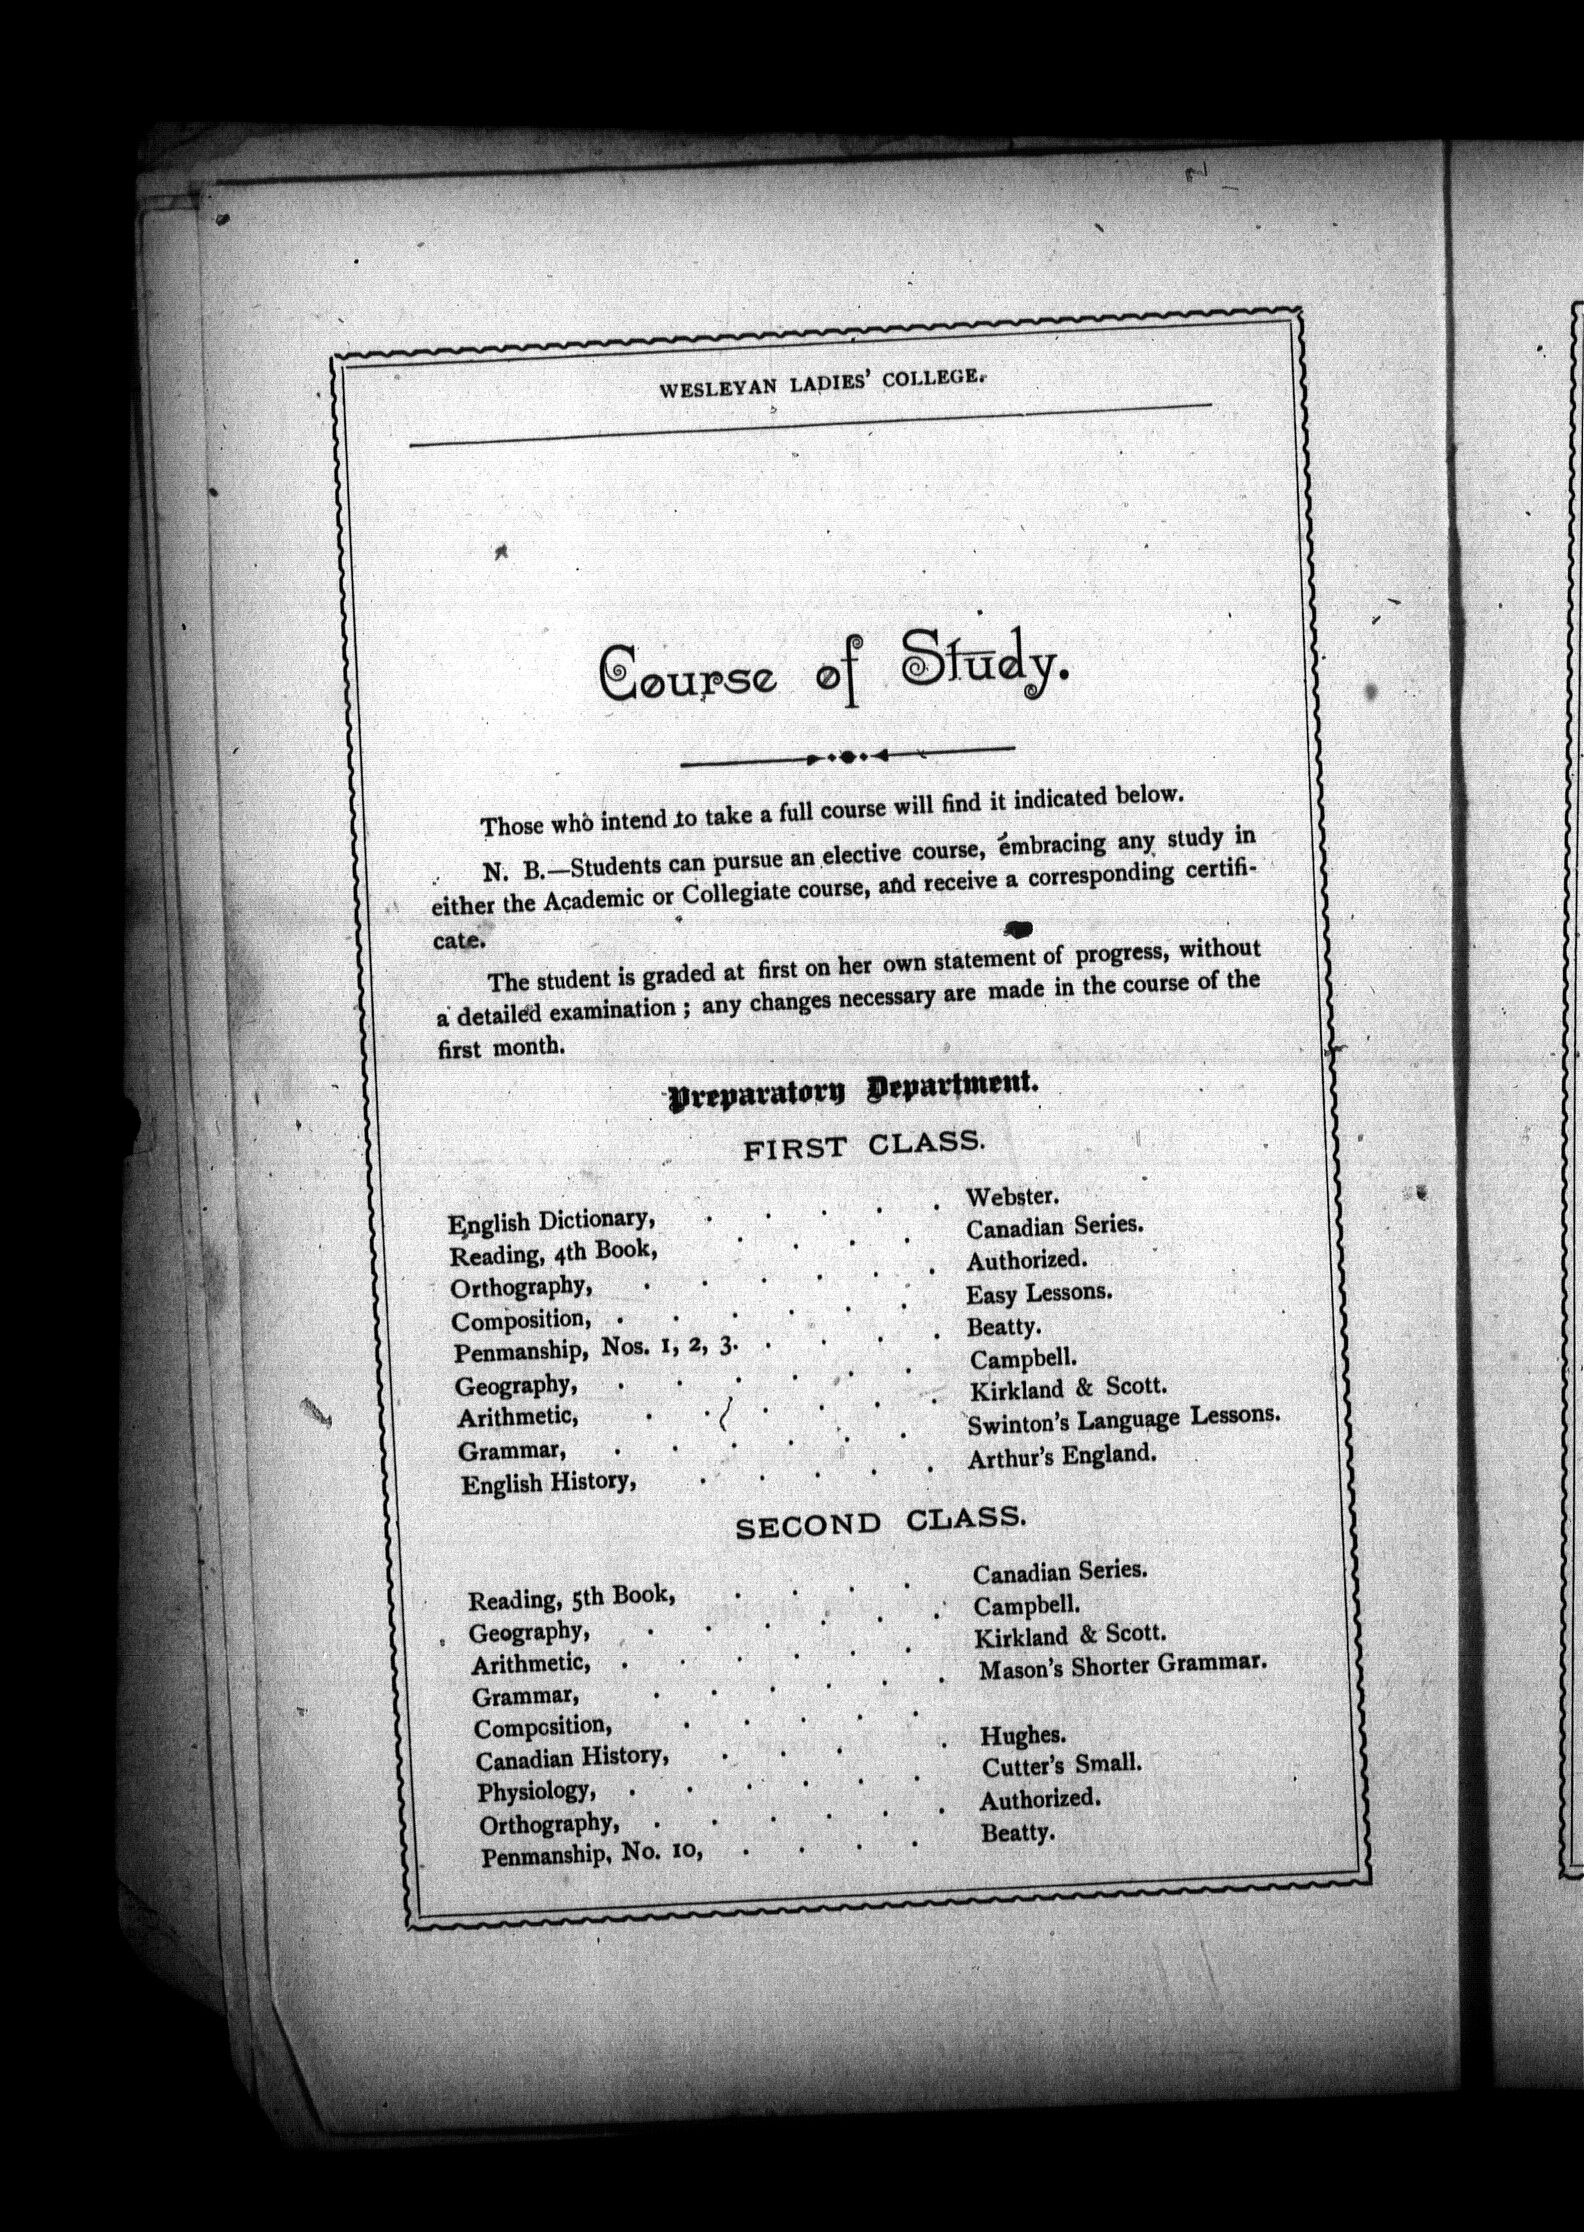 WESLEYAN LADIES' COLLEGE.
Course of Study.
Those who intend to take a full course will find it indicated below.
N. B.—Students can pursue an elective course, embracing any study in
either the Academic or Collegiate course, and receive a corresponding certifi-
cate.
The student is graded at first on her own statement of progress, without
a detailed examination ; any changes necessary are made in the course of the
first month.
Preparatory Department.
FIRST CLASS.
English Dictionary, . . . . . Webster.
Reading, 4th Book, . . . . Canadian Series.
Orthography, . . . . . . Authorized.
Composition, . . . . . . Easy Lessons.
Penmanship, Nos. 1, 2, 3. . . . . Beatty.
Geography, . . . . . . Campbell.
Arithmetic, . . . . . . Kirkland & Scott.
Grammar, . . . . . . Swinton's Language Lessons.
English History, . . . . . Arthur's England.
SECOND CLASS.
Reading, 5th Book, . . . . Canadian Series.
Geography, . . . . . . Campbell.
Arithmetic, . . . . . . Kirkland & Scott.
Grammar, . . . . . . Mason's Shorter Grammar.
Composition, . . . . .
Canadian History, . . . . Hughes.
Physiology, . . . . . . Cutter's Small.
Orthography, . . . . . . Authorized.
Penmanship, No. 10, . . . . Beatty.